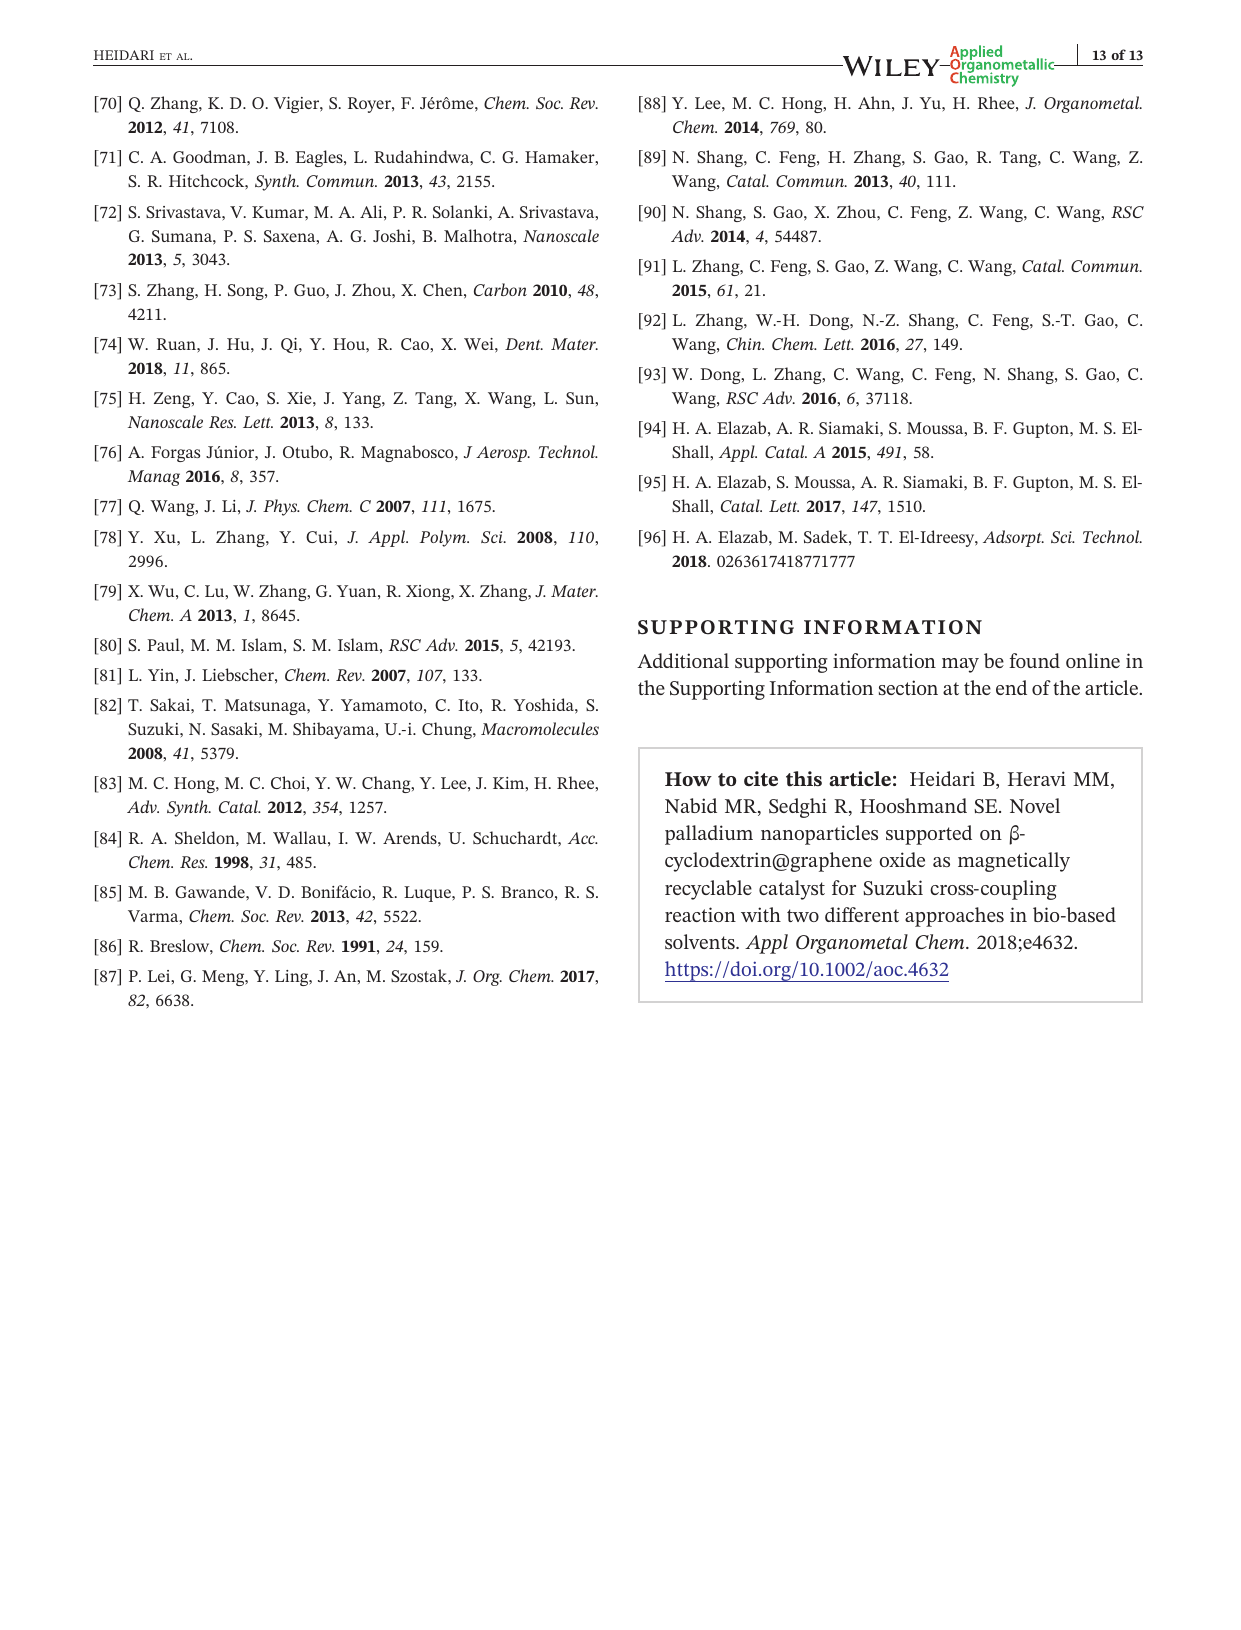 HEIDARI ET AL.
WILEY
Applied
Organometallic
Chemistry
13 of 13
[70] Q. Zhang, K. D. O. Vigier, S. Royer, F. Jérôme, Chem. Soc. Rev.
2012, 41, 7108.
[71] C. A. Goodman, J. B. Eagles, L. Rudahindwa, C. G. Hamaker,
S. R. Hitchcock, Synth. Commun. 2013, 43, 2155.
[72] S. Srivastava, V. Kumar, M. A. Ali, P. R. Solanki, A. Srivastava,
G. Sumana, P. S. Saxena, A. G. Joshi, B. Malhotra, Nanoscale
2013, 5, 3043.
[73] S. Zhang, H. Song, P. Guo, J. Zhou, X. Chen, Carbon 2010, 48,
4211.
[74] W. Ruan, J. Hu, J. Qi, Y. Hou, R. Cao, X. Wei, Dent. Mater.
2018, 11, 865.
[75] H. Zeng, Y. Cao, S. Xie, J. Yang, Z. Tang, X. Wang, L. Sun,
Nanoscale Res. Lett. 2013, 8, 133.
[76] A. Forgas Júnior, J. Otubo, R. Magnabosco, J Aerosp. Technol.
Manag 2016, 8, 357.
[77] Q. Wang, J. Li, J. Phys. Chem. C 2007, 111, 1675.
[78] Y. Xu, L. Zhang, Y. Cui, J. Appl. Polym. Sci. 2008, 110,
2996.
[79] X. Wu, C. Lu, W. Zhang, G. Yuan, R. Xiong, X. Zhang, J. Mater.
Chem. A 2013, 1, 8645.
[80] S. Paul, M. M. Islam, S. M. Islam, RSC Adv. 2015, 5, 42193.
[81] L. Yin, J. Liebscher, Chem. Rev. 2007, 107, 133.
[82] T. Sakai, T. Matsunaga, Y. Yamamoto, C. Ito, R. Yoshida, S.
Suzuki, N. Sasaki, M. Shibayama, U.-i. Chung, Macromolecules
2008, 41, 5379.
[83] M. C. Hong, M. C. Choi, Y. W. Chang, Y. Lee, J. Kim, H. Rhee,
Adv. Synth. Catal. 2012, 354, 1257.
[84] R. A. Sheldon, M. Wallau, I. W. Arends, U. Schuchardt, Acc.
Chem. Res. 1998, 31, 485.
[85] M. B. Gawande, V. D. Bonifácio, R. Luque, P. S. Branco, R. S.
Varma, Chem. Soc. Rev. 2013, 42, 5522.
[86] R. Breslow, Chem. Soc. Rev. 1991, 24, 159.
[87] P. Lei, G. Meng, Y. Ling, J. An, M. Szostak, J. Org. Chem. 2017,
82, 6638.
[88] Y. Lee, M. C. Hong, H. Ahn, J. Yu, H. Rhee, J. Organometal.
Chem. 2014, 769, 80.
[89] N. Shang, C. Feng, H. Zhang, S. Gao, R. Tang, C. Wang, Z.
Wang, Catal. Commun. 2013, 40, 111.
[90] N. Shang, S. Gao, X. Zhou, C. Feng, Z. Wang, C. Wang, RSC
Adv. 2014, 4, 54487.
[91] L. Zhang, C. Feng, S. Gao, Z. Wang, C. Wang, Catal. Commun.
2015, 61, 21.
[92] L. Zhang, W.-H. Dong, N.-Z. Shang, C. Feng, S.-T. Gao, C.
Wang, Chin. Chem. Lett. 2016, 27, 149.
[93] W. Dong, L. Zhang, C. Wang, C. Feng, N. Shang, S. Gao, C.
Wang, RSC Adv. 2016, 6, 37118.
[94] H. A. Elazab, A. R. Siamaki, S. Moussa, B. F. Gupton, M. S. El-
Shall, Appl. Catal. A 2015, 491, 58.
[95] H. A. Elazab, S. Moussa, A. R. Siamaki, B. F. Gupton, M. S. El-
Shall, Catal. Lett. 2017, 147, 1510.
[96] H. A. Elazab, M. Sadek, T. T. El-Idreesy, Adsorpt. Sci. Technol.
2018. 0263617418771777
SUPPORTING INFORMATION
Additional supporting information may be found online in
the Supporting Information section at the end of the article.
How to cite this article: Heidari B, Heravi MM,
Nabid MR, Sedghi R, Hooshmand SE. Novel
palladium nanoparticles supported on β-
cyclodextrin@graphene oxide as magnetically
recyclable catalyst for Suzuki cross-coupling
reaction with two different approaches in bio-based
solvents. Appl Organometal Chem. 2018;e4632.
https://doi.org/10.1002/aoc.4632